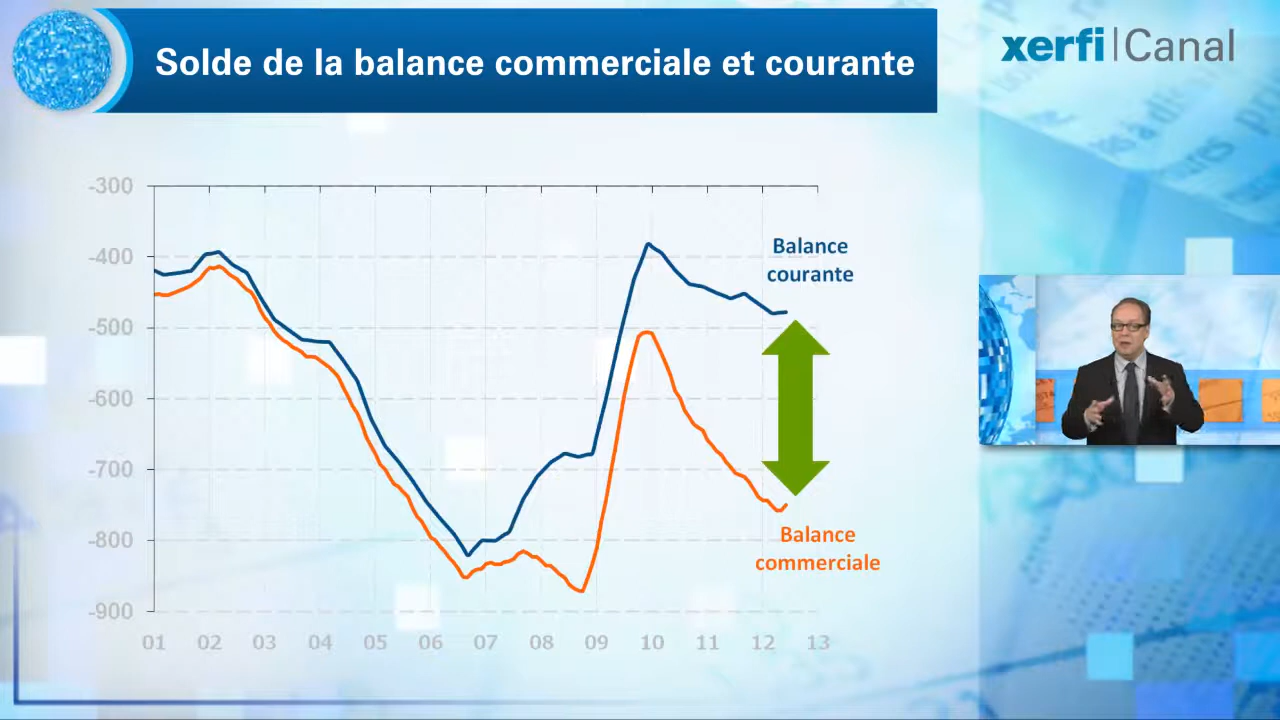 Solde de la balance commerciale et courante
xerfi Canal
-300
-400
-500
-600
-700
-800
-900
01 02 03 04 05 06 07 08 09 10 11 12 13
Balance
courante
Balance
commerciale